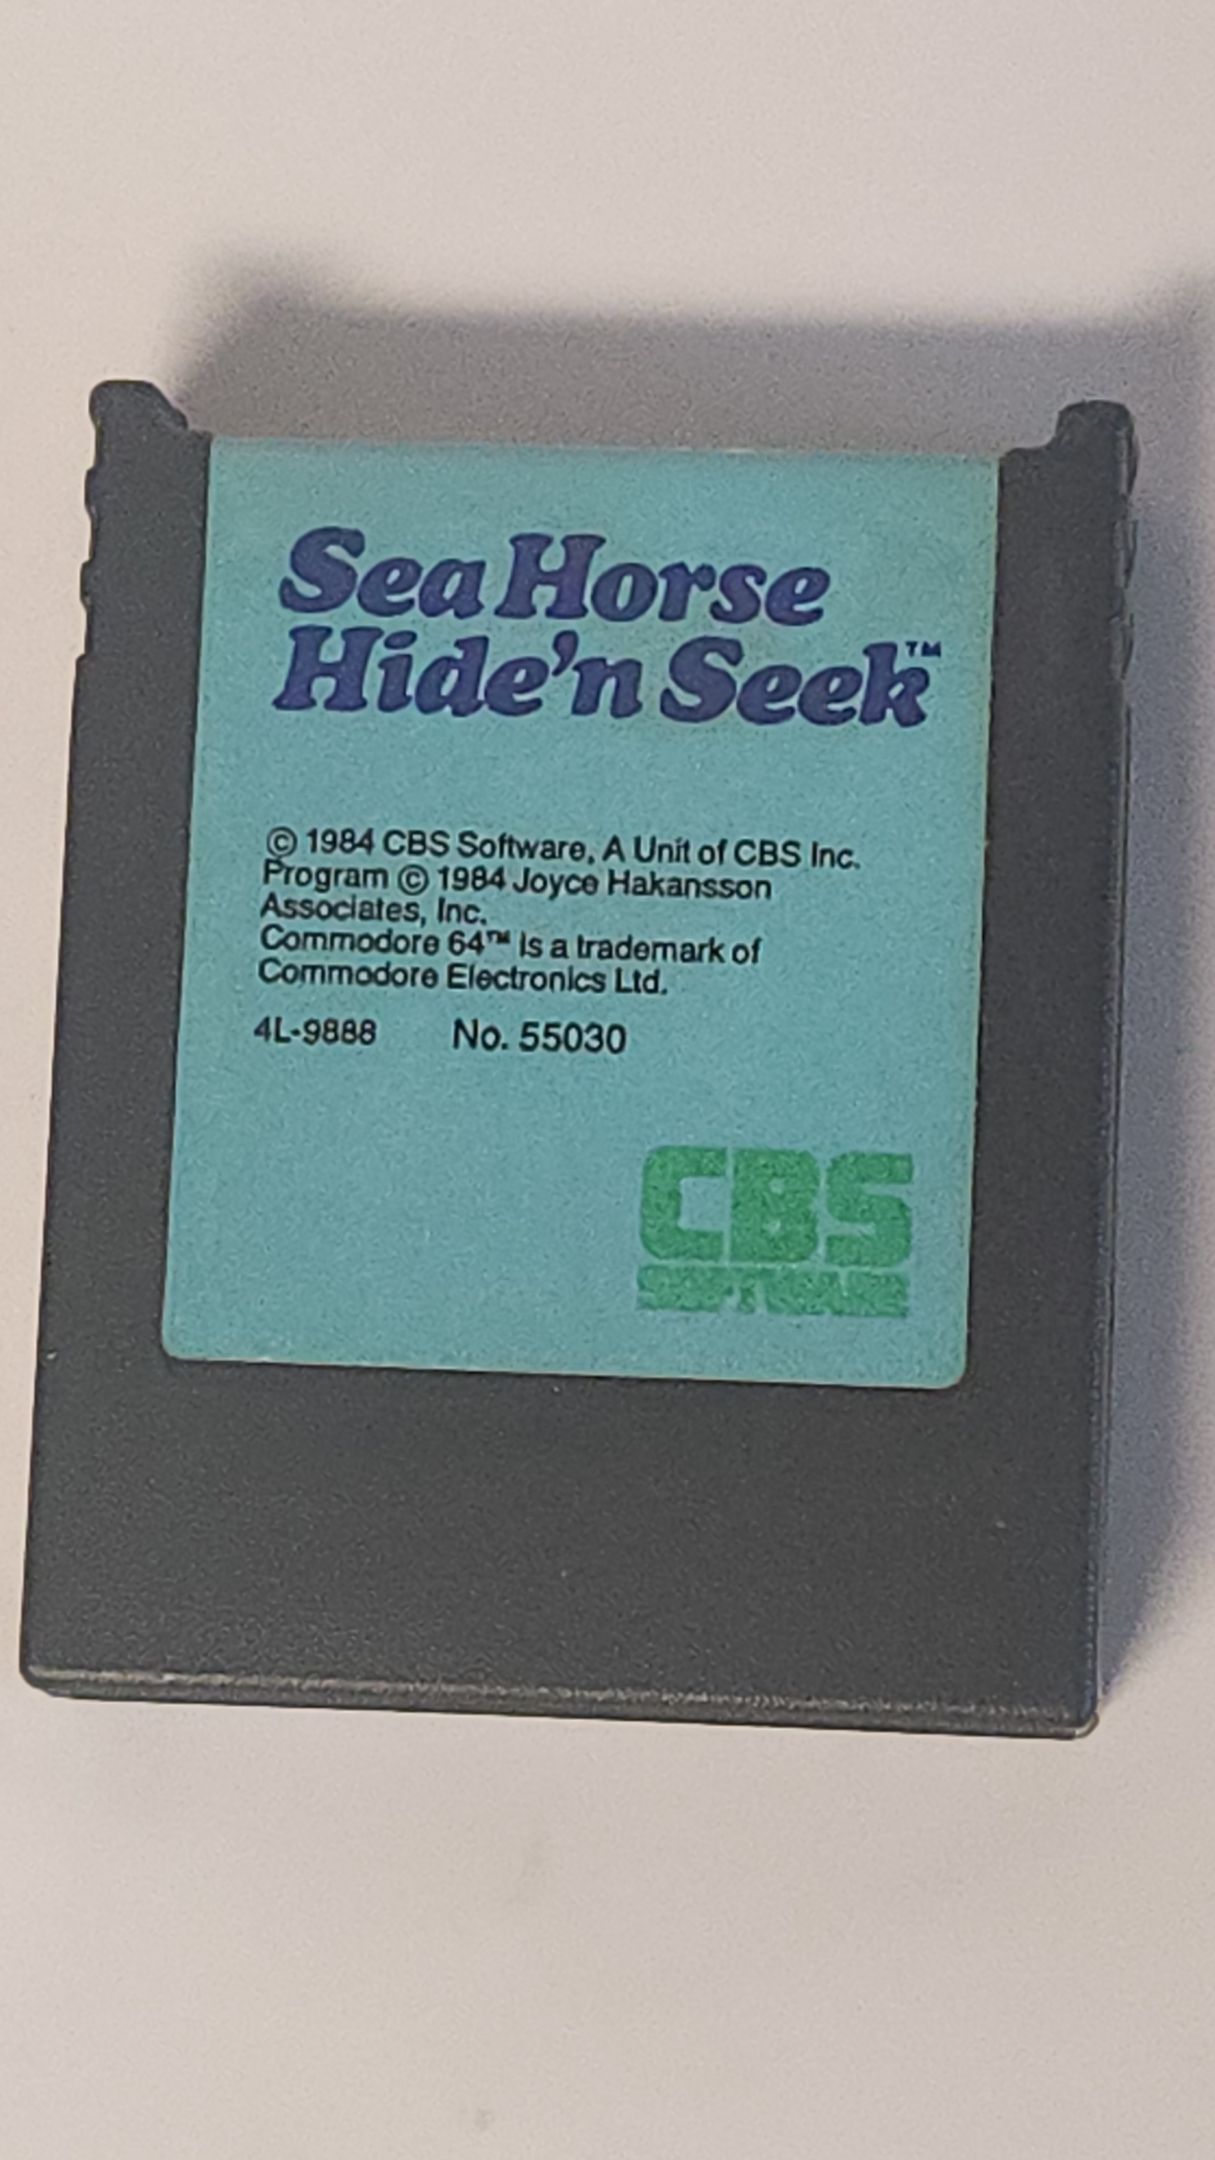 Sea Horse
Hide'n Seek™
© 1984 CBS Software, A Unit of CBS Inc.
Program © 1984 Joyce Hakansson
Associates, Inc.
Commodore 64™ is a trademark of
Commodore Electronics Ltd.
4L-9888 No. 55030
CBS
SOFTWARE